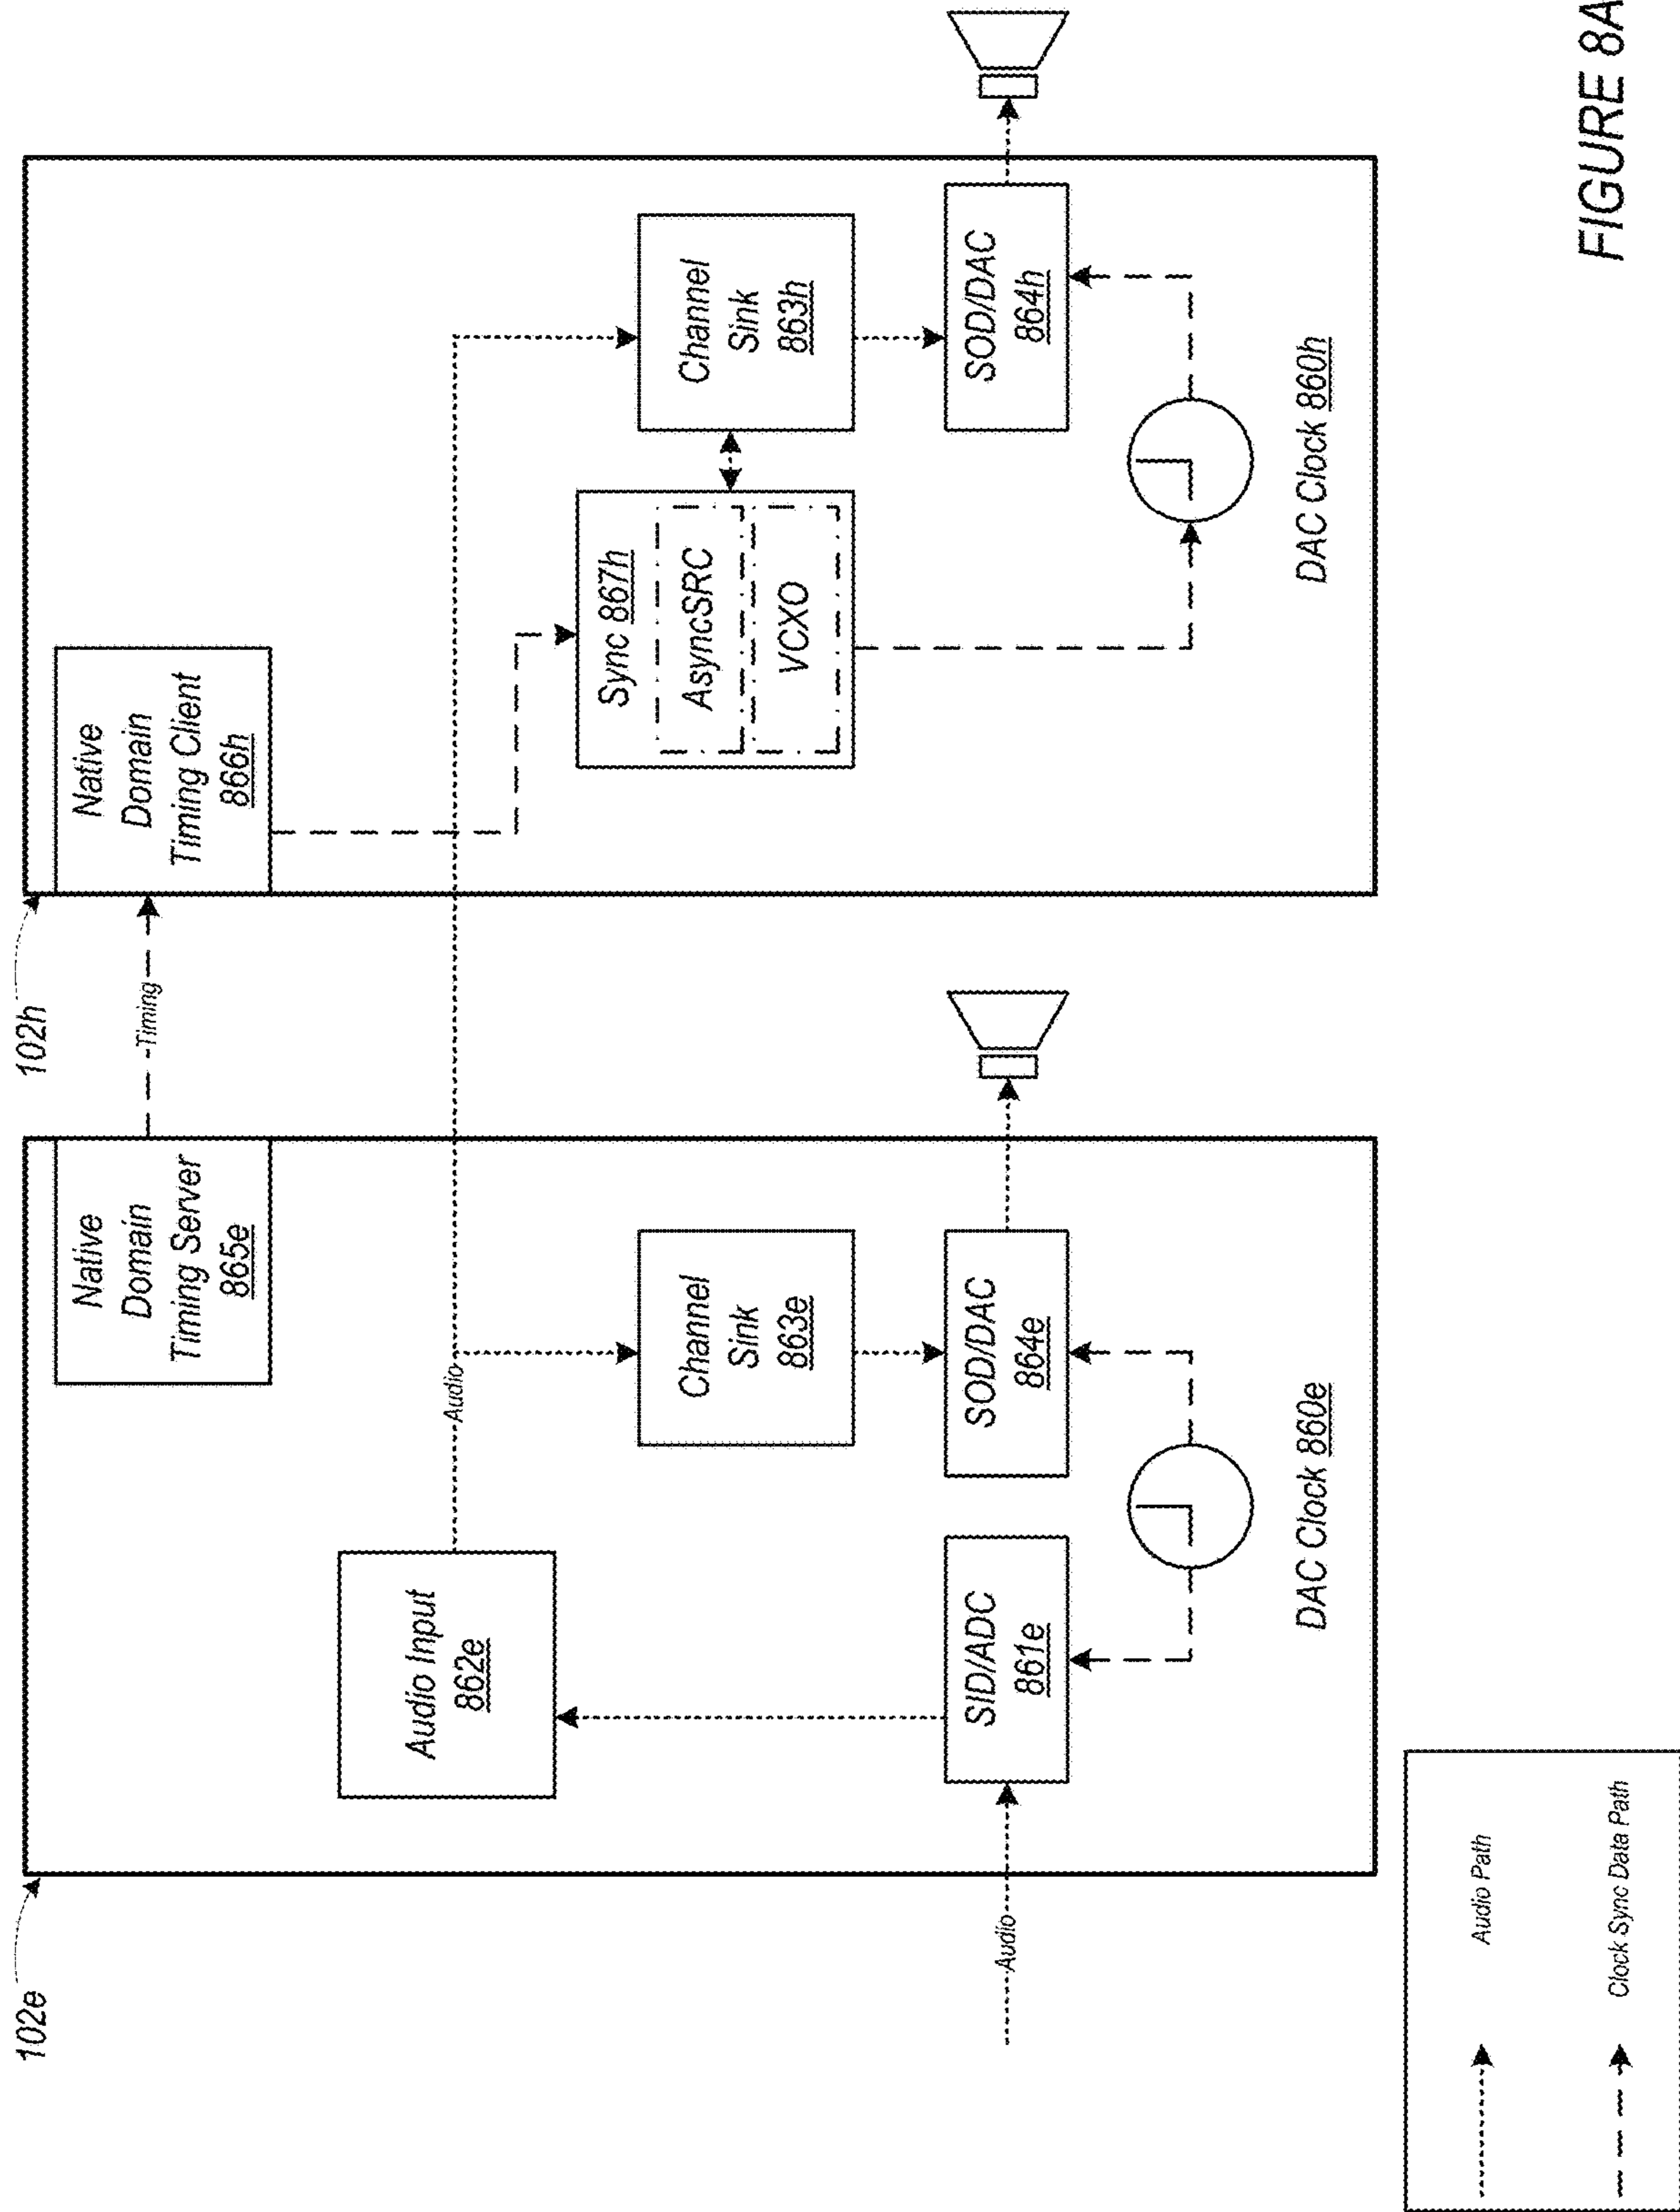 102e
102h
Native
Domain
Timing Server
865e
Timing
Native
Domain
Timing Client
866h
Audio Input
862e
Audio
Channel
Sink
863e
Sync 867h
AsyncSRC
VCXO
Channel
Sink
863h
Audio
SID/ADC
861e
SOD/DAC
864e
SOD/DAC
864h
DAC Clock 860e
DAC Clock 860h
Audio Path
Clock Sync Data Path
FIGURE 8A